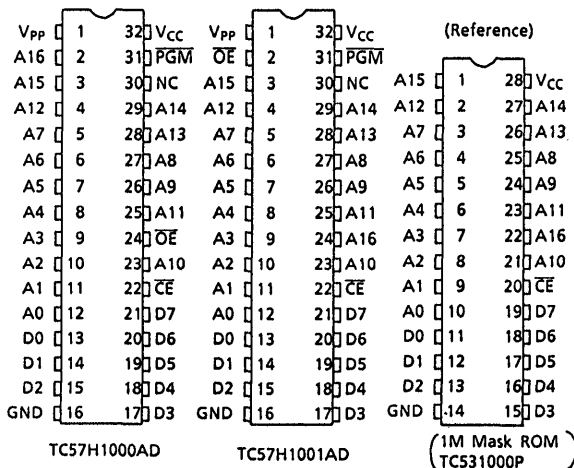 (Reference)
VPP 1 32 VCC VPP 1 32 VCC
A16 2 31 P̅G̅M̅ O̅E̅ 2 31 P̅G̅M̅
A15 3 30 NC A15 3 30 NC A15 1 28 VCC
A12 4 29 A14 A12 4 29 A14 A12 2 27 A14
A7 5 28 A13 A7 5 28 A13 A7 3 26 A13
A6 6 27 A8 A6 6 27 A8 A6 4 25 A8
A5 7 26 A9 A5 7 26 A9 A5 5 24 A9
A4 8 25 A11 A4 8 25 A11 A4 6 23 A11
A3 9 24 O̅E̅ A3 9 24 A16 A3 7 22 A16
A2 10 23 A10 A2 10 23 A10 A2 8 21 A10
A1 11 22 C̅E̅ A1 11 22 C̅E̅ A1 9 20 C̅E̅
A0 12 21 D7 A0 12 21 D7 A0 10 19 D7
D0 13 20 D6 D0 13 20 D6 D0 11 18 D6
D1 14 19 D5 D1 14 19 D5 D1 12 17 D5
D2 15 18 D4 D2 15 18 D4 D2 13 16 D4
GND 16 17 D3 GND 16 17 D3 GND 14 15 D3
TC57H1000AD TC57H1001AD
(1M Mask ROM
TC531000P)